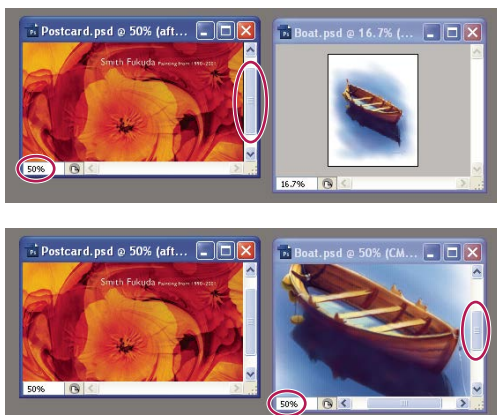 Postcard.psd @ 50% (aft...
Smith Fukuda Painting from 1990-2001
50%
Boat.psd @ 16.7% (...
16.7%
Postcard.psd @ 50% (aft...
Smith Fukuda Painting from 1990-2001
50%
Boat.psd @ 50% (CM...
50%